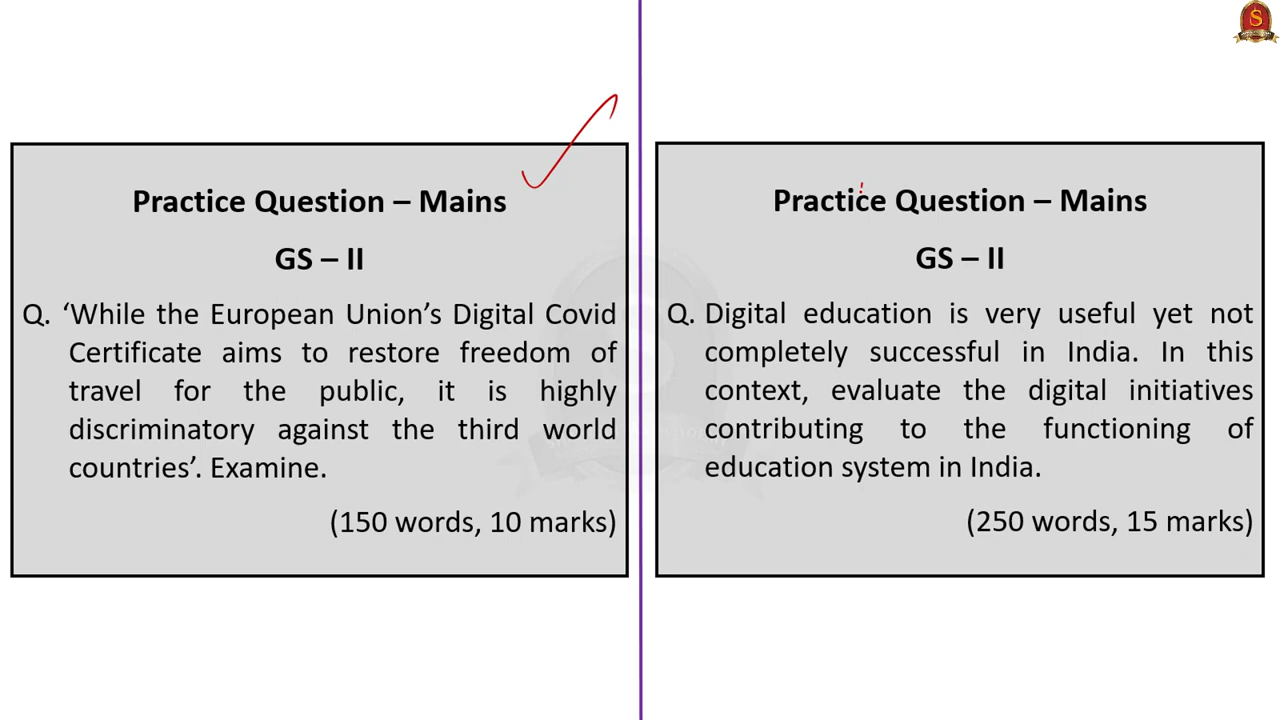 Practice Question – Mains
GS – II
Q. ‘While the European Union’s Digital Covid
Certificate aims to restore freedom of
travel for the public, it is highly
discriminatory against the third world
countries’. Examine.
(150 words, 10 marks)
Practice Question – Mains
GS – II
Q. Digital education is very useful yet not
completely successful in India. In this
context, evaluate the digital initiatives
contributing to the functioning of
education system in India.
(250 words, 15 marks)